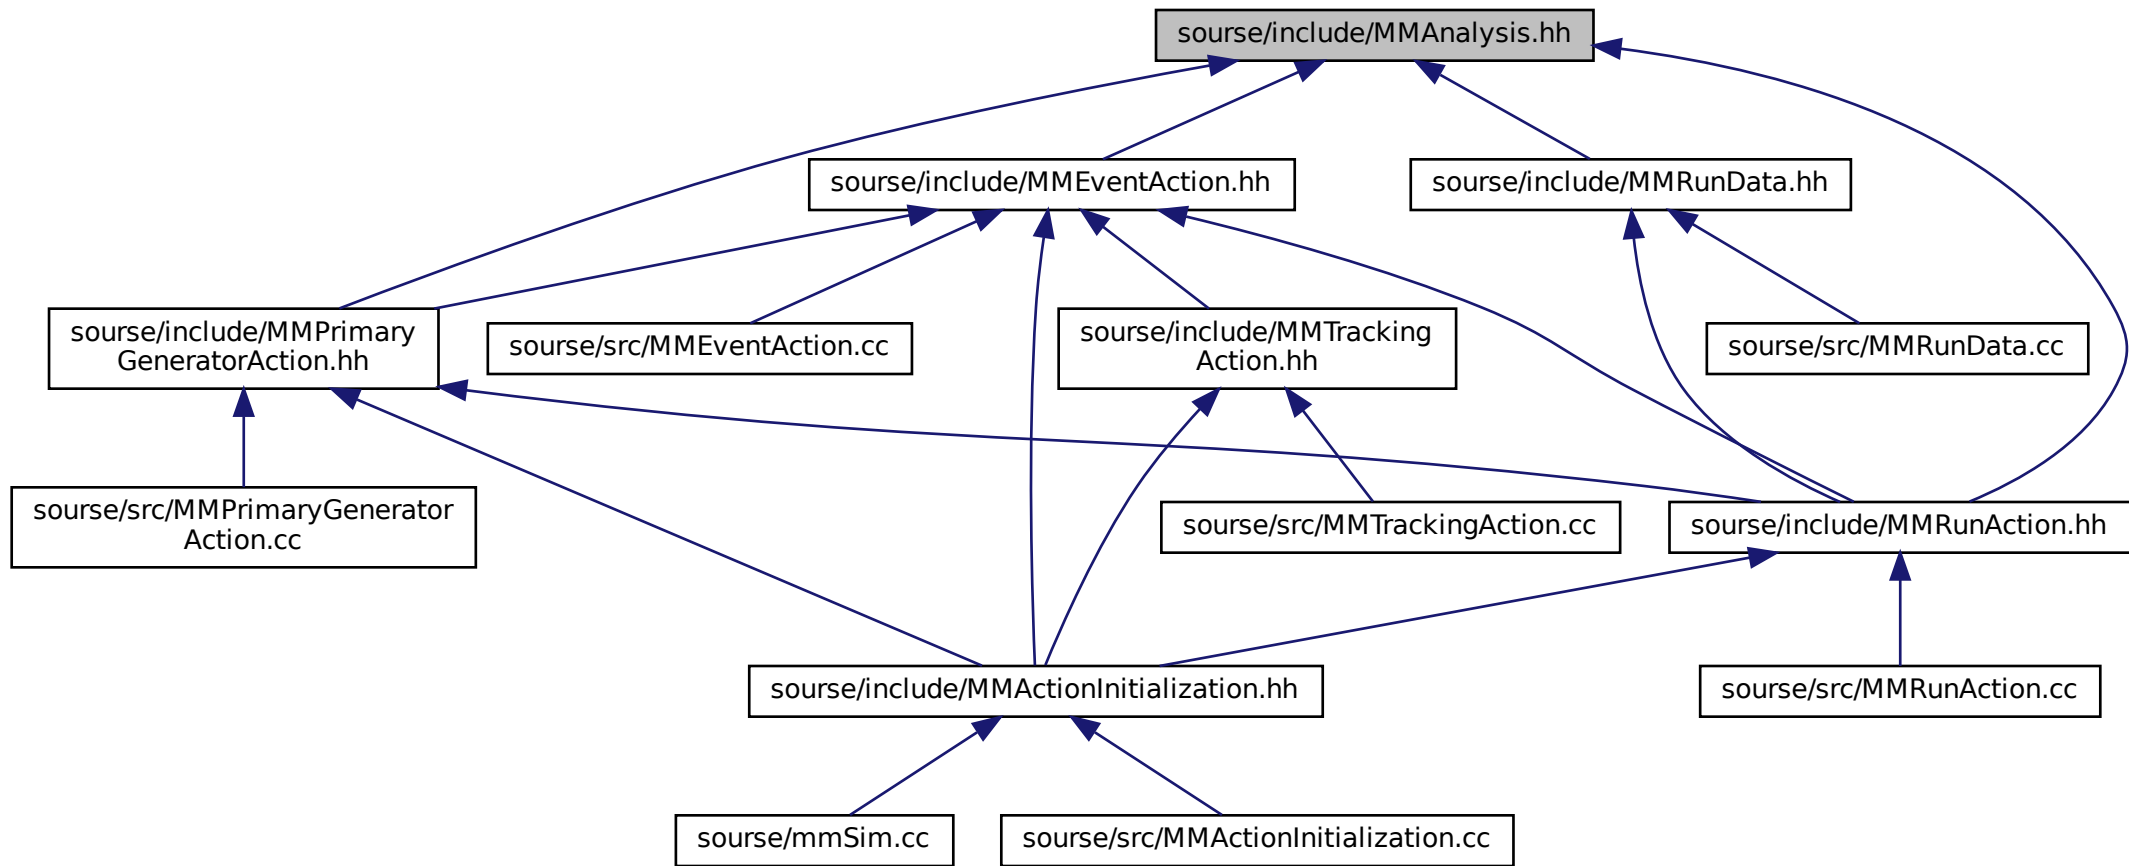 sourse/include/MMAnalysis.hh
sourse/include/MMEventAction.hh
sourse/include/MMRunData.hh
sourse/include/MMPrimary
GeneratorAction.hh
sourse/src/MMEventAction.cc
sourse/include/MMTracking
Action.hh
sourse/src/MMRunData.cc
sourse/src/MMPrimaryGenerator
Action.cc
sourse/src/MMTrackingAction.cc
sourse/include/MMRunAction.hh
sourse/include/MMActionInitialization.hh
sourse/src/MMRunAction.cc
sourse/mmSim.cc
sourse/src/MMActionInitialization.cc